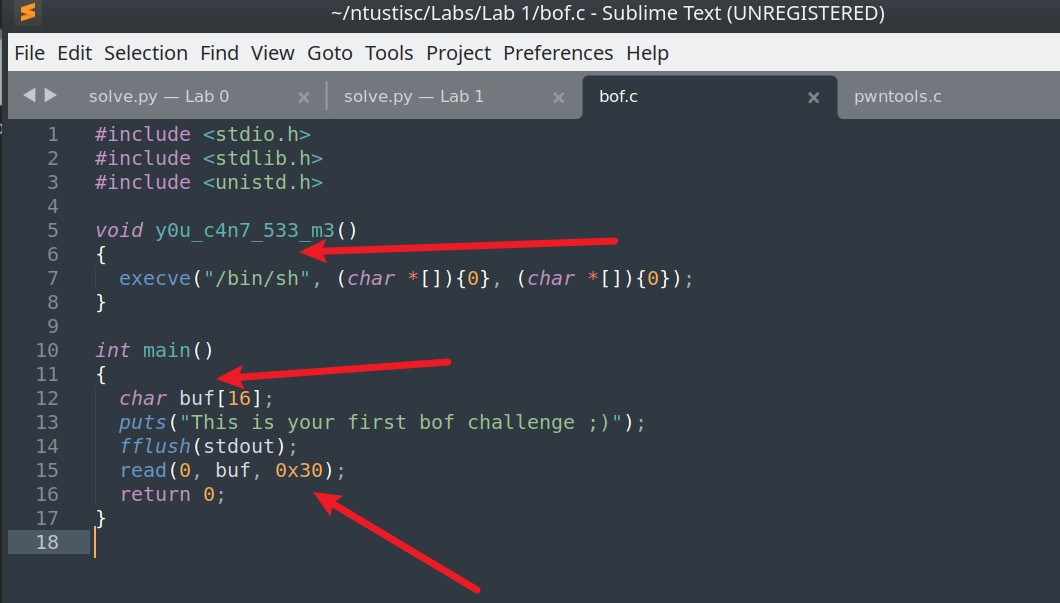 ~/ntustisc/Labs/Lab 1/bof.c - Sublime Text (UNREGISTERED)
File Edit Selection Find View Goto Tools Project Preferences Help
solve.py — Lab 0 × solve.py — Lab 1 × bof.c × pwntools.c
1 #include <stdio.h>
2 #include <stdlib.h>
3 #include <unistd.h>
4
5 void y0u_c4n7_533_m3()
6 {
7 execve("/bin/sh", (char *[]){0}, (char *[]){0});
8 }
9
10 int main()
11 {
12 char buf[16];
13 puts("This is your first bof challenge ;)");
14 fflush(stdout);
15 read(0, buf, 0x30);
16 return 0;
17 }
18